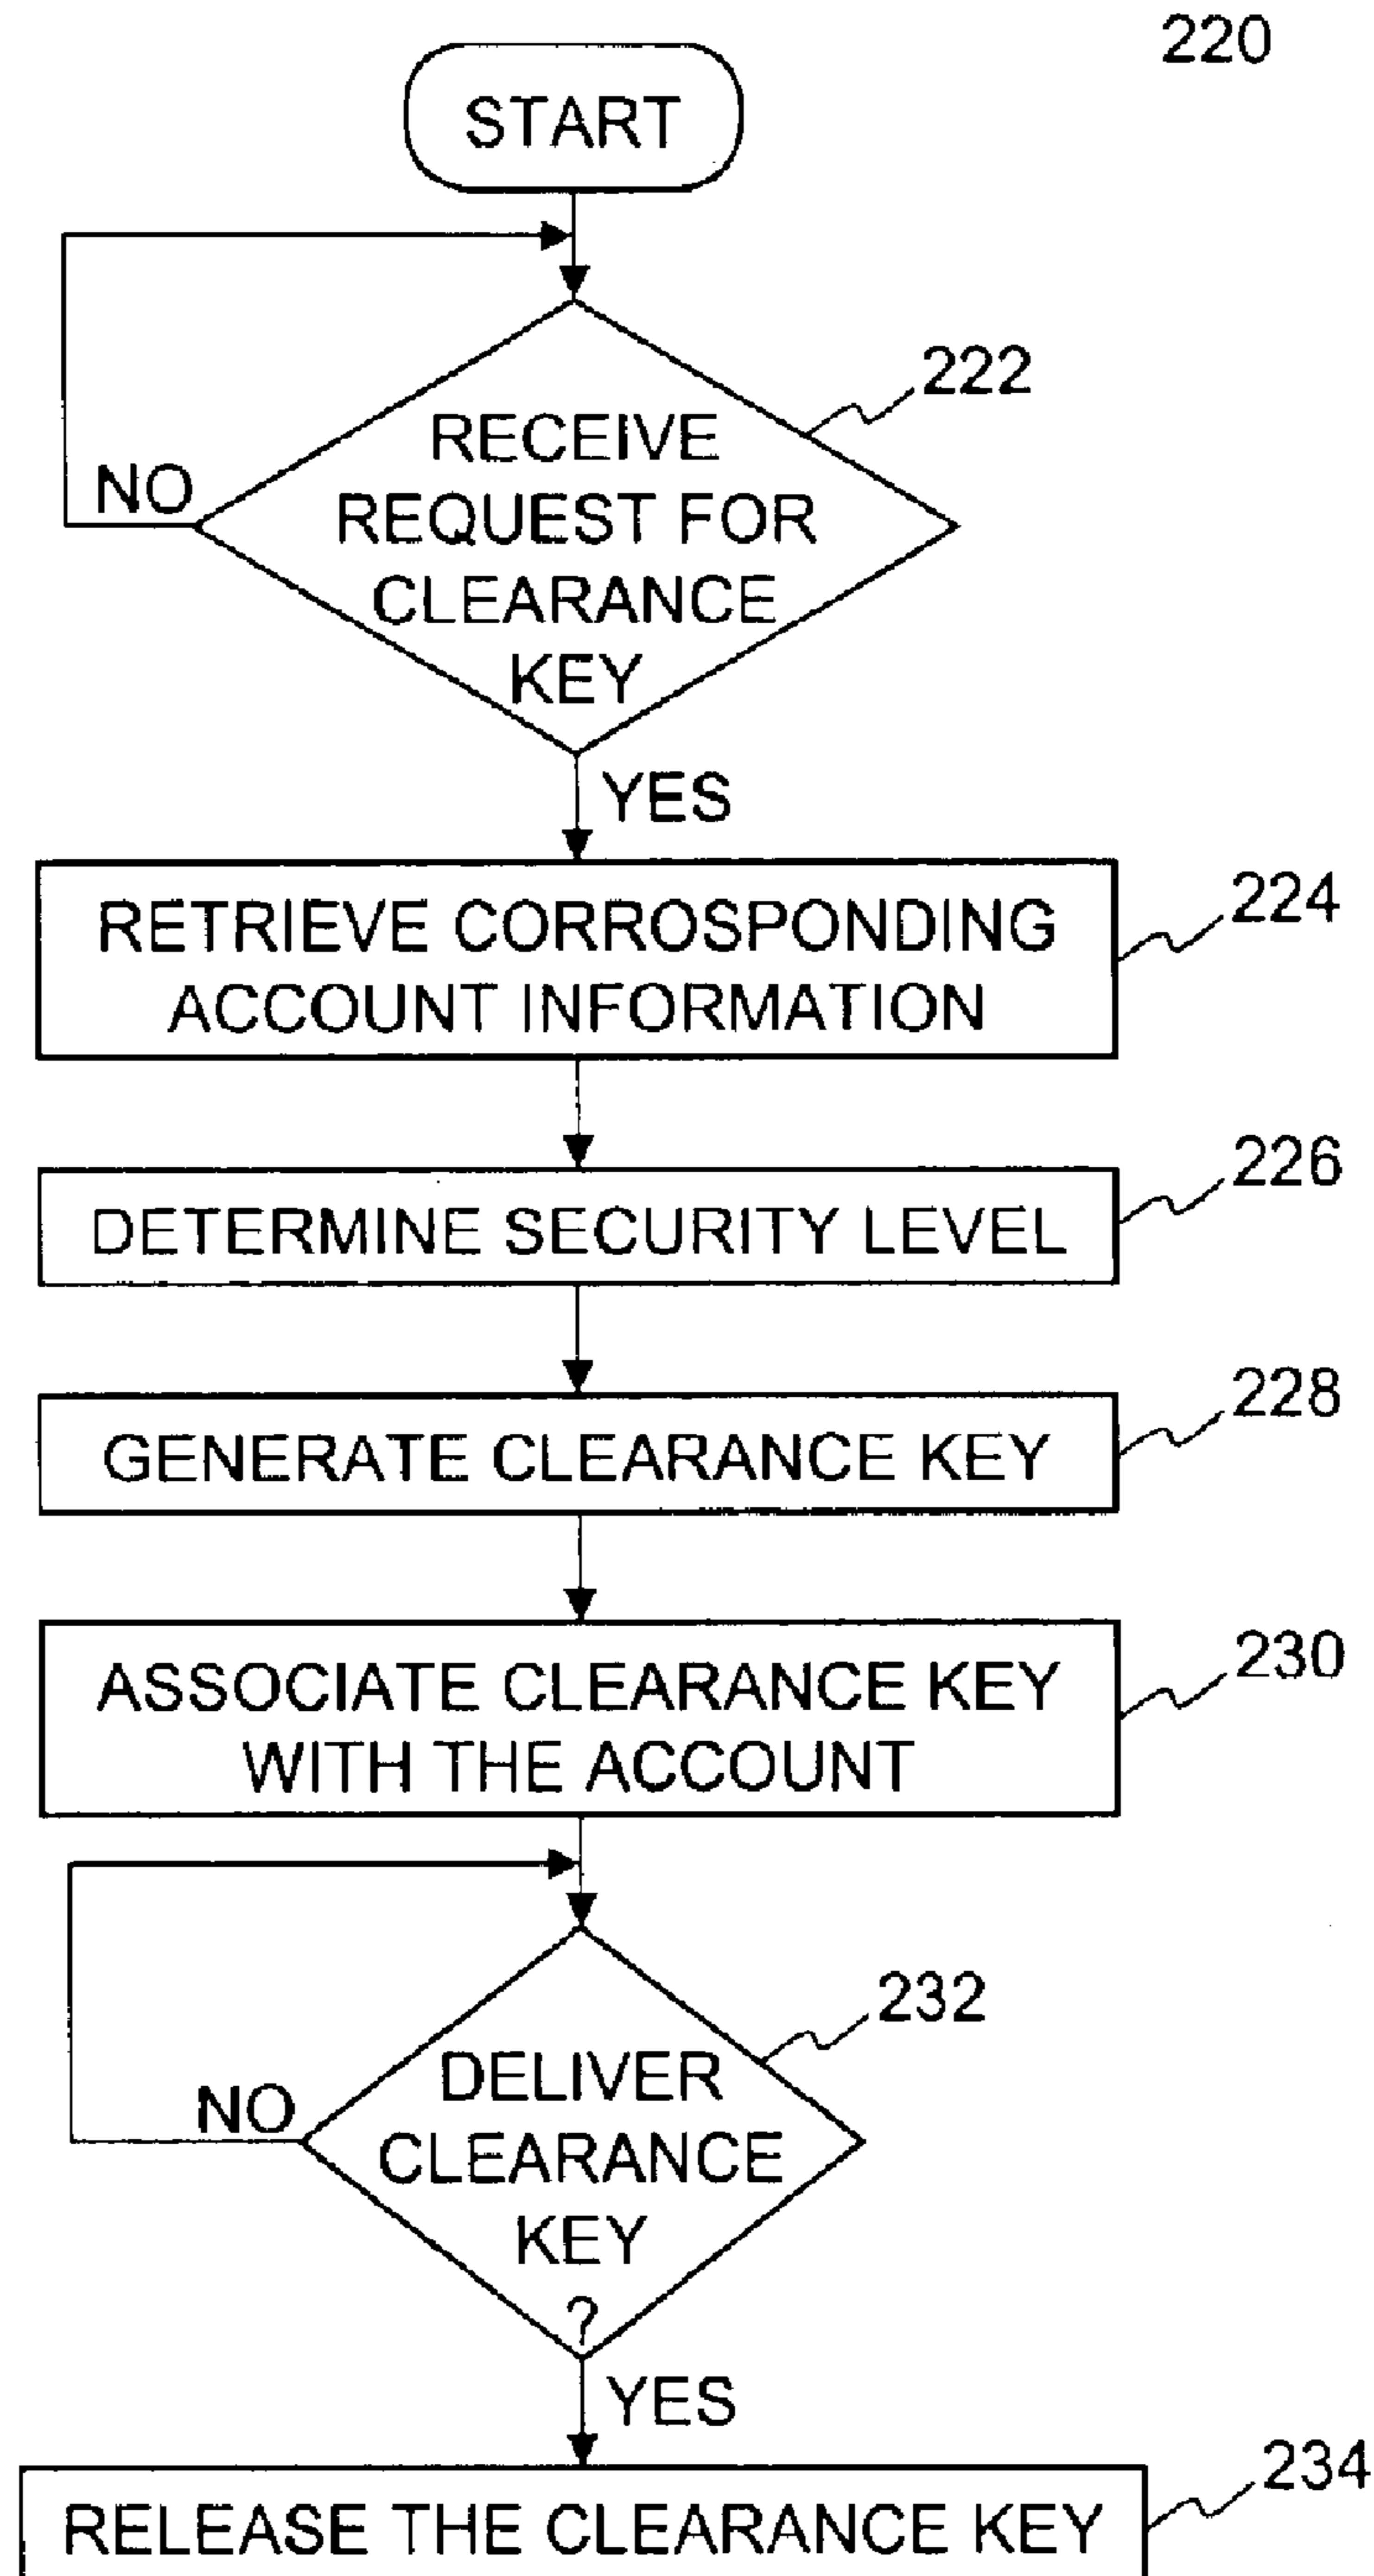 220
START
222
RECEIVE
REQUEST FOR
CLEARANCE
KEY
NO
YES
224
RETRIEVE CORROSPONDING
ACCOUNT INFORMATION
226
DETERMINE SECURITY LEVEL
228
GENERATE CLEARANCE KEY
230
ASSOCIATE CLEARANCE KEY
WITH THE ACCOUNT
232
DELIVER
CLEARANCE
KEY
?
NO
YES
234
RELEASE THE CLEARANCE KEY